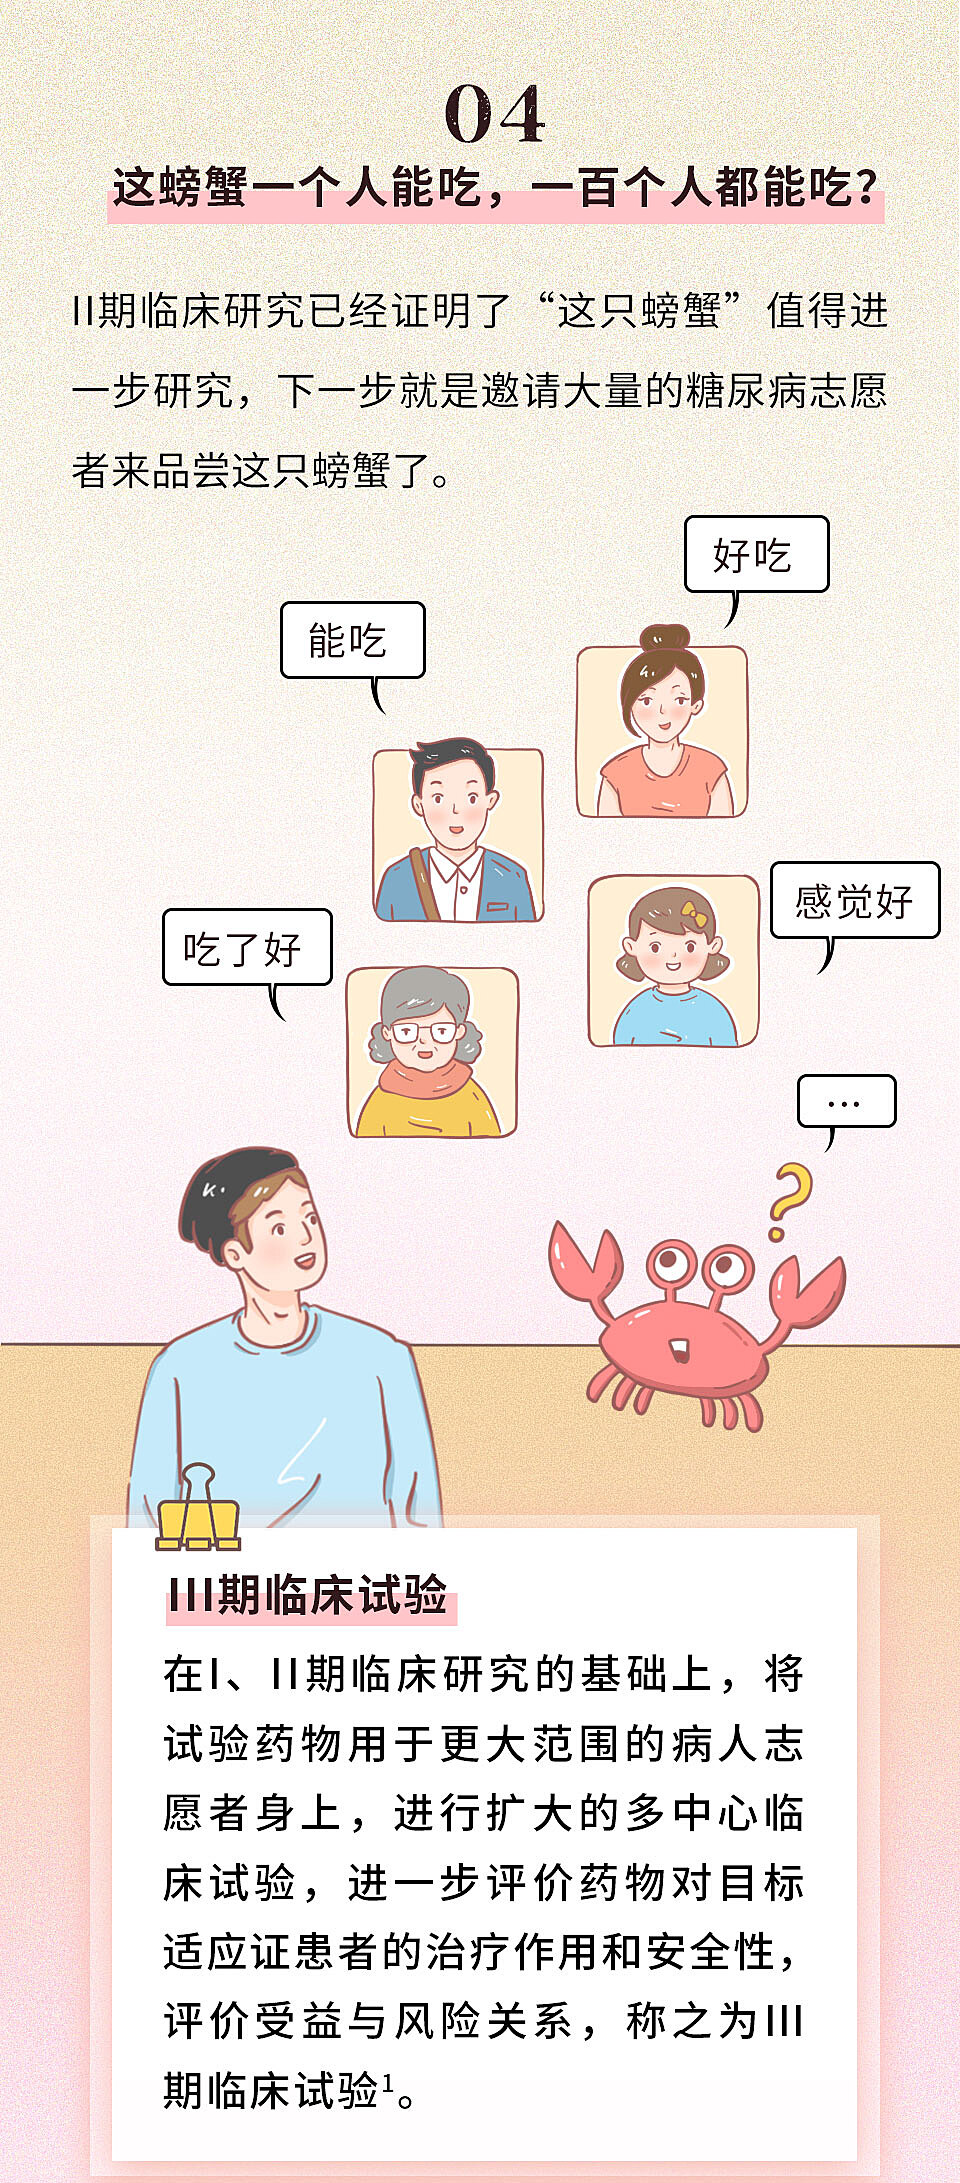 04
这螃蟹一个人能吃，一百个人都能吃？
II期临床研究已经证明了“这只螃蟹”值得进
一步研究，下一步就是邀请大量的糖尿病志愿
者来品尝这只螃蟹了。
好吃
能吃
感觉好
吃了好
...
?
III期临床试验
在I、II期临床研究的基础上，将
试验药物用于更大范围的病人志
愿者身上，进行扩大的多中心临
床试验，进一步评价药物对目标
适应证患者的治疗作用和安全性，
评价受益与风险关系，称之为III
期临床试验¹。